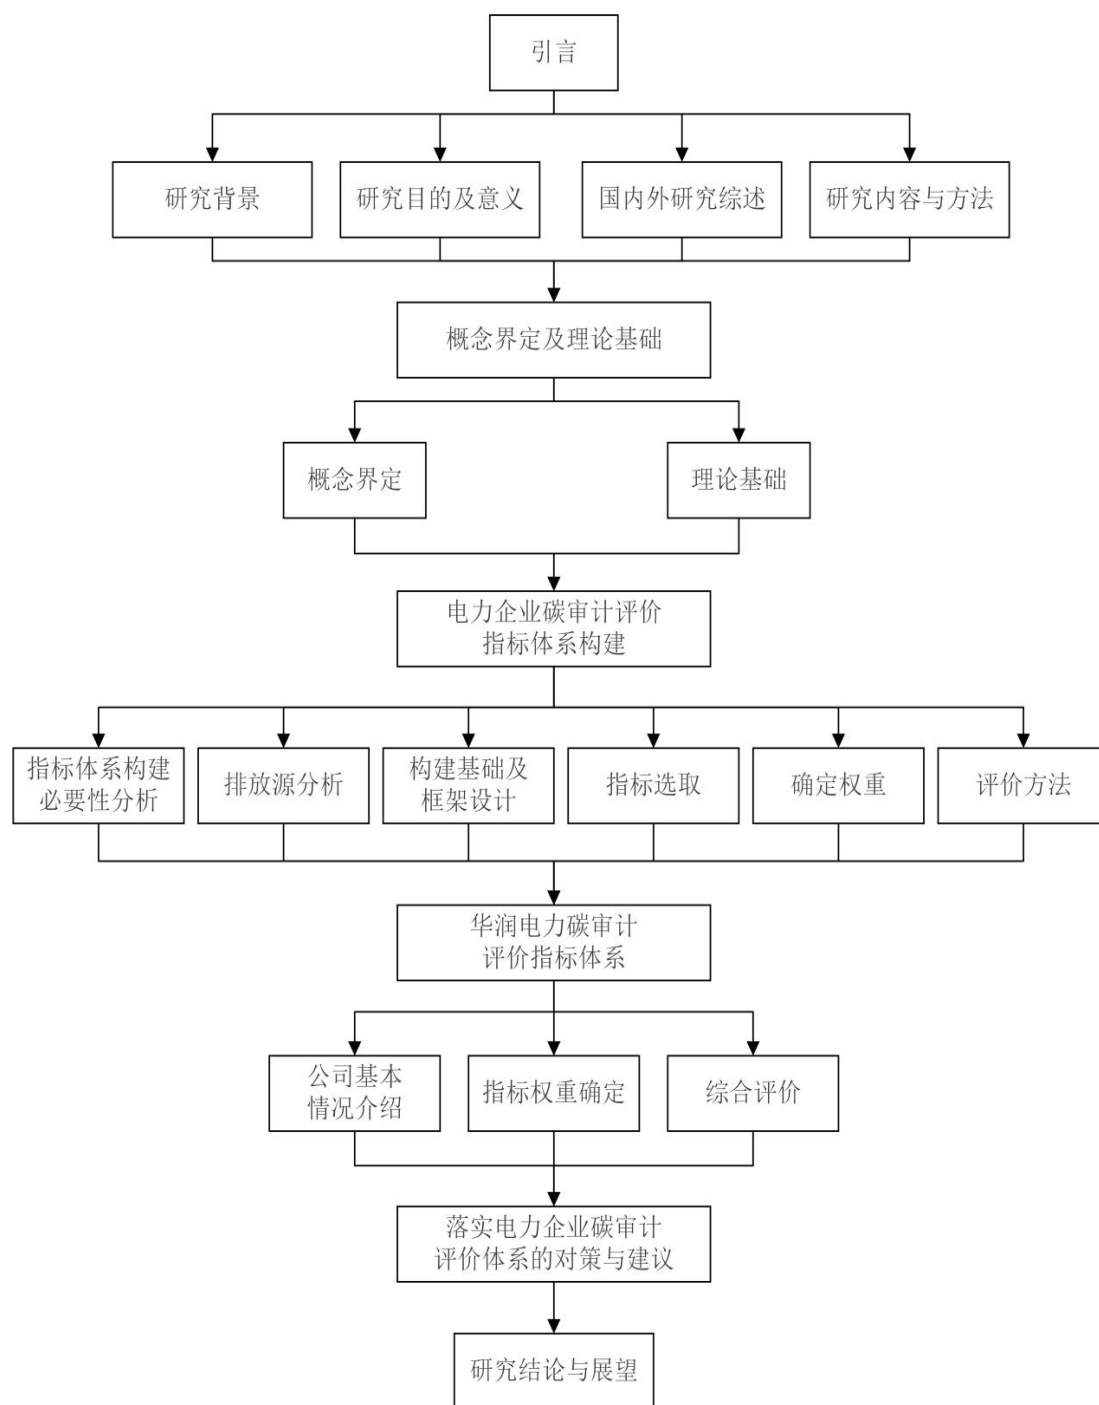 引言
研究背景
研究目的及意义
国内外研究综述
研究内容与方法
概念界定及理论基础
概念界定
理论基础
电力企业碳审计评价
指标体系构建
指标体系构建
必要性分析
排放源分析
构建基础及
框架设计
指标选取
确定权重
评价方法
华润电力碳审计
评价指标体系
公司基本
情况介绍
指标权重确定
综合评价
落实电力企业碳审计
评价体系的对策与建议
研究结论与展望